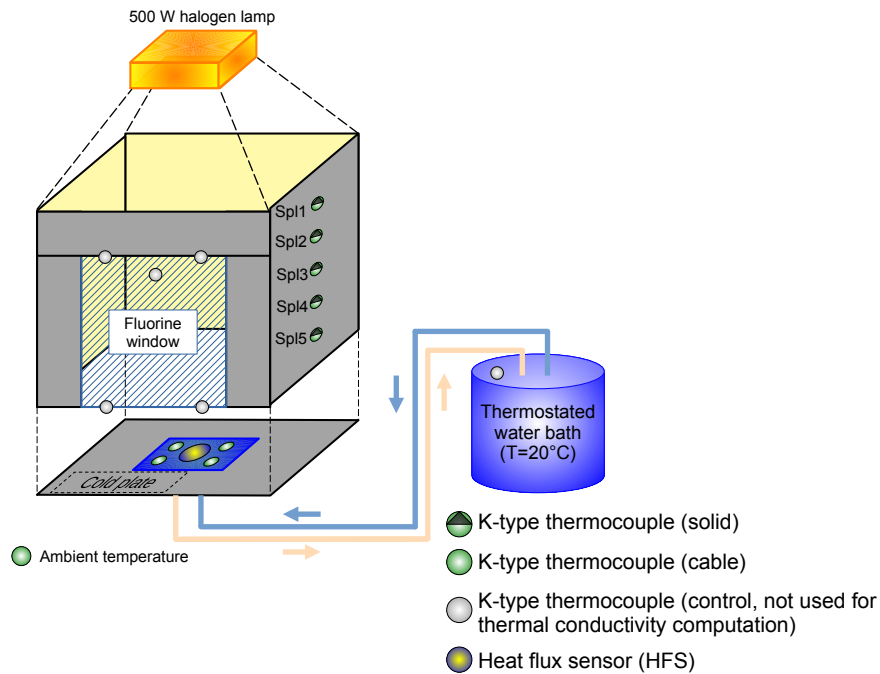 500 W halogen lamp
Spl1
Spl2
Spl3
Spl4
Spl5
Fluorine
window
Thermostated
water bath
(T=20°C)
Cold plate
Ambient temperature
K-type thermocouple (solid)
K-type thermocouple (cable)
K-type thermocouple (control, not used for
thermal conductivity computation)
Heat flux sensor (HFS)